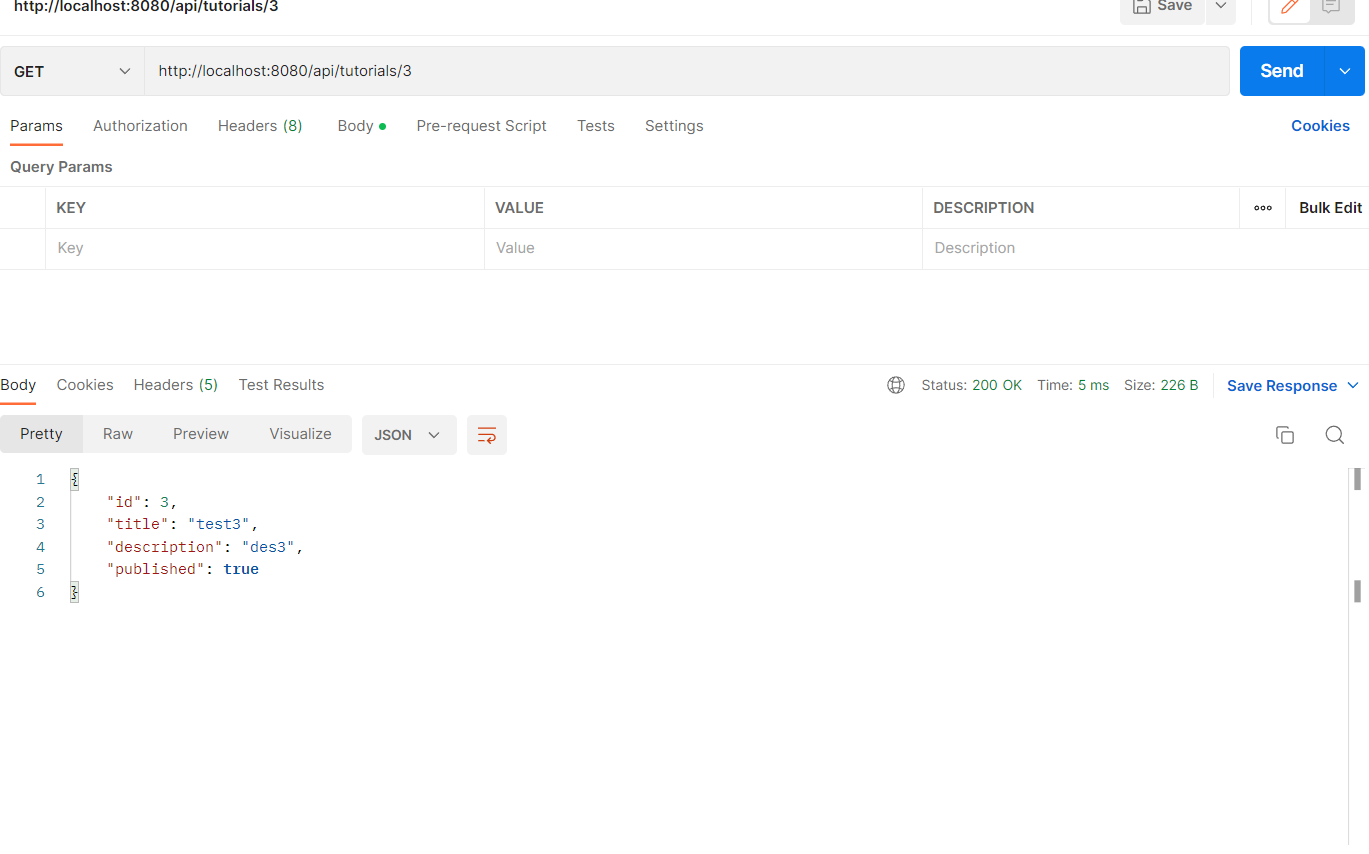 http://localhost:8080/api/tutorials/3 Save
GET http://localhost:8080/api/tutorials/3 Send
Params Authorization Headers (8) Body Pre-request Script Tests Settings Cookies
Query Params
KEY VALUE DESCRIPTION ooo Bulk Edit
Key Value Description
Body Cookies Headers (5) Test Results Status: 200 OK Time: 5 ms Size: 226 B Save Response
Pretty Raw Preview Visualize JSON
1 {
2 "id": 3,
3 "title": "test3",
4 "description": "des3",
5 "published": true
6 }